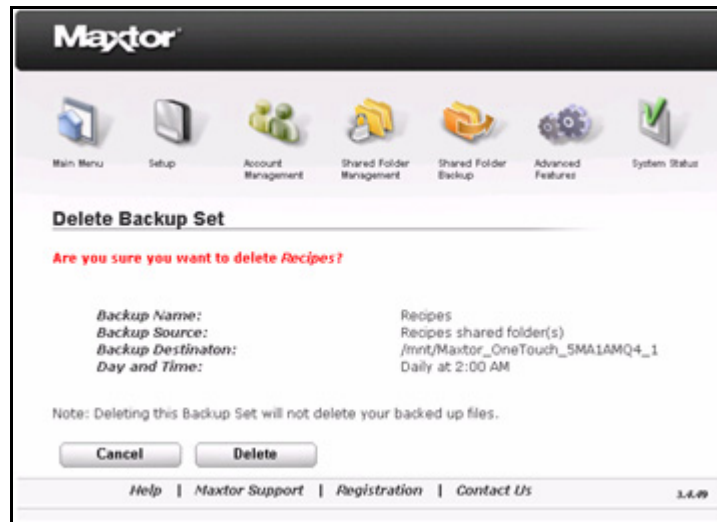 Maxtor
Main Menu
Setup
Account Management
Shared Folder Management
Shared Folder Backup
Advanced Features
System Status
Delete Backup Set
Are you sure you want to delete Recipes?
Backup Name: Recipes
Backup Source: Recipes shared folder(s)
Backup Destinaton: /mnt/Maxtor_OneTouch_5MA1AMQ4_1
Day and Time: Daily at 2:00 AM
Note: Deleting this Backup Set will not delete your backed up files.
Cancel Delete
Help | Maxtor Support | Registration | Contact Us